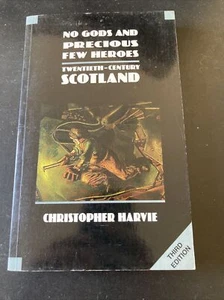 NO GODS AND
PRECIOUS
FEW HEROES
TWENTIETH-CENTURY
SCOTLAND
CHRISTOPHER HARVIE
THIRD
EDITION